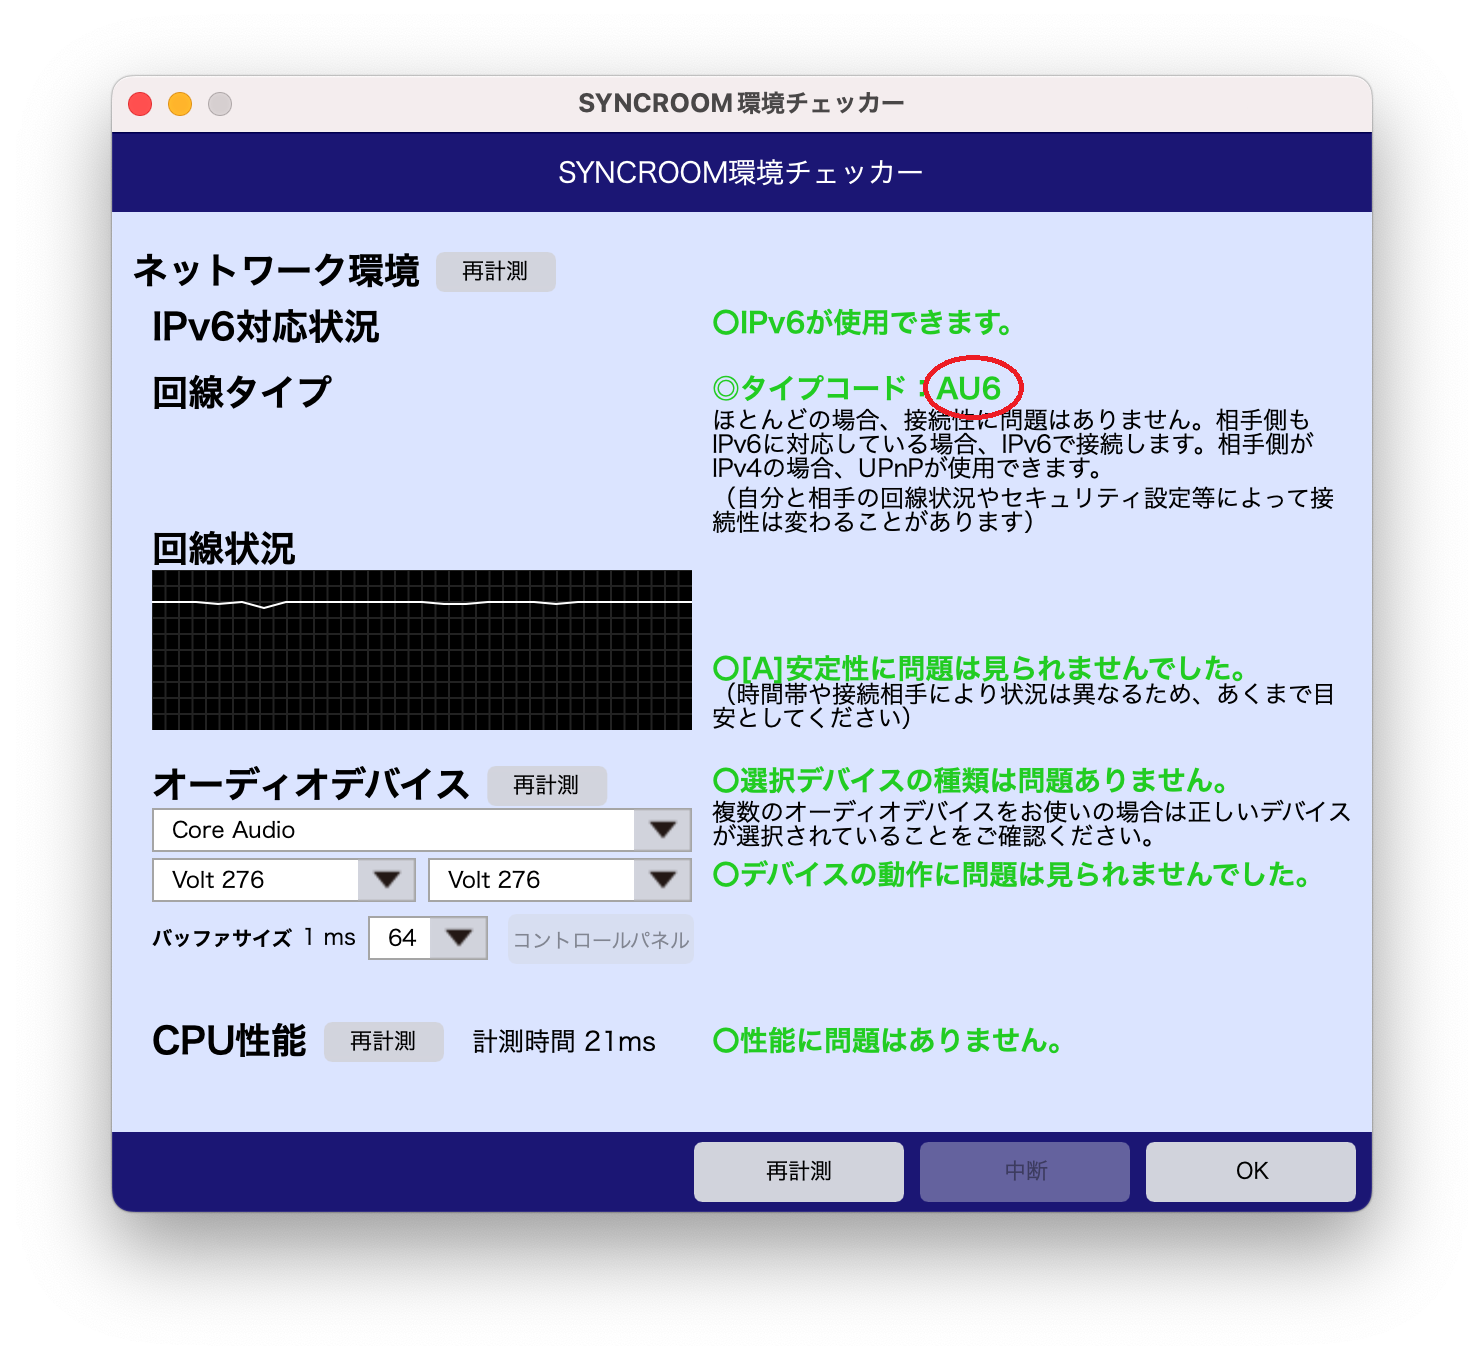 SYNCROOM 環境チェッカー
SYNCROOM環境チェッカー
ネットワーク環境 再計測
IPv6対応状況
〇IPv6が使用できます。
回線タイプ
◎タイプコード：AU6
ほとんどの場合、接続性に問題はありません。相手側も
IPv6に対応している場合、IPv6で接続します。相手側が
IPv4の場合、UPnPが使用できます。
（自分と相手の回線状況やセキュリティ設定等によって接
続性は変わることがあります）
回線状況
〇[A]安定性に問題は見られませんでした。
（時間帯や接続相手により状況は異なるため、あくまで目
安としてください）
オーディオデバイス 再計測
〇選択デバイスの種類は問題ありません。
複数のオーディオデバイスをお使いの場合は正しいデバイス
が選択されていることをご確認ください。
Core Audio
Volt 276 Volt 276
〇デバイスの動作に問題は見られませんでした。
バッファサイズ 1 ms 64 コントロールパネル
CPU性能 再計測 計測時間 21ms
〇性能に問題はありません。
再計測 中断 OK